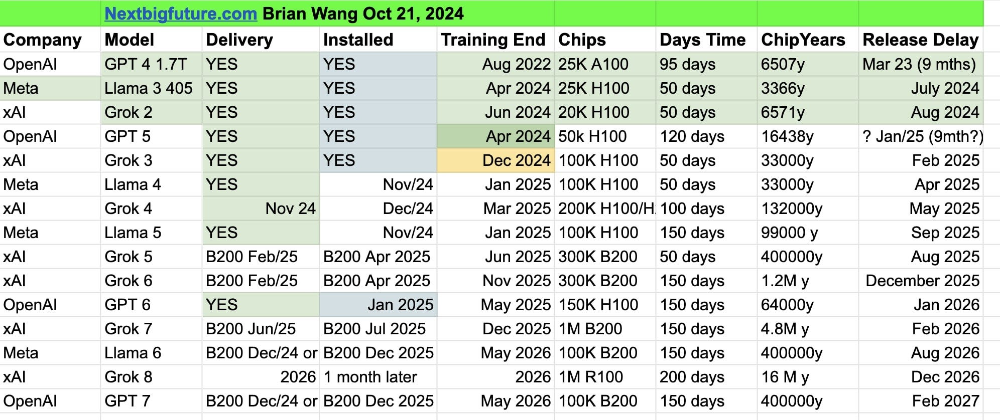 Nextbigfuture.com Brian Wang Oct 21, 2024
Company Model Delivery Installed Training End Chips Days Time ChipYears Release Delay
OpenAI GPT 4 1.7T YES YES Aug 2022 25K A100 95 days 6507y Mar 23 (9 mths)
Meta Llama 3 405 YES YES Apr 2024 25K H100 50 days 3366y July 2024
xAI Grok 2 YES YES Jun 2024 20K H100 50 days 6571y Aug 2024
OpenAI GPT 5 YES YES Apr 2024 50k H100 120 days 16438y ? Jan/25 (9mth?)
xAI Grok 3 YES YES Dec 2024 100K H100 50 days 33000y Feb 2025
Meta Llama 4 YES Nov/24 Jan 2025 100K H100 50 days 33000y Apr 2025
xAI Grok 4 Nov 24 Dec/24 Mar 2025 200K H100/H 100 days 132000y May 2025
Meta Llama 5 YES Nov/24 Jan 2025 100K H100 150 days 99000 y Sep 2025
xAI Grok 5 B200 Feb/25 B200 Apr 2025 Jun 2025 300K B200 50 days 400000y Aug 2025
xAI Grok 6 B200 Feb/25 B200 Apr 2025 Nov 2025 300K B200 150 days 1.2M y December 2025
OpenAI GPT 6 YES Jan 2025 May 2025 150K H100 150 days 64000y Jan 2026
xAI Grok 7 B200 Jun/25 B200 Jul 2025 Dec 2025 1M B200 150 days 4.8M y Feb 2026
Meta Llama 6 B200 Dec/24 or B200 Dec 2025 May 2026 100K B200 150 days 400000y Aug 2026
xAI Grok 8 2026 1 month later 2026 1M R100 200 days 16 M y Dec 2026
OpenAI GPT 7 B200 Dec/24 or B200 Dec 2025 May 2026 100K B200 150 days 400000y Feb 2027